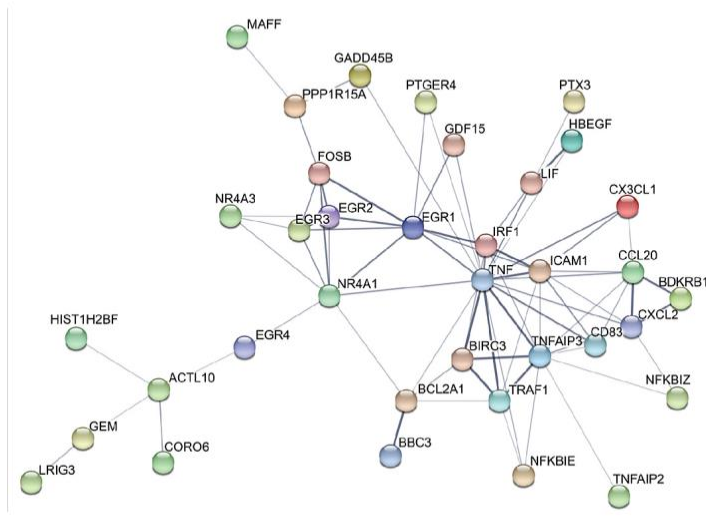 MAFF
GADD45B
PPP1R15A
PTGER4
PTX3
GDF15
HBEGF
FOSB
LIF
CX3CL1
NR4A3
EGR2
EGR3
EGR1
IRF1
ICAM1
CCL20
TNF
BDKRB1
NR4A1
CXCL2
HIST1H2BF
EGR4
BIRC3
TNFAIP3
CD83
ACTL10
BCL2A1
TRAF1
NFKBIZ
GEM
CORO6
BBC3
NFKBIE
LRIG3
TNFAIP2